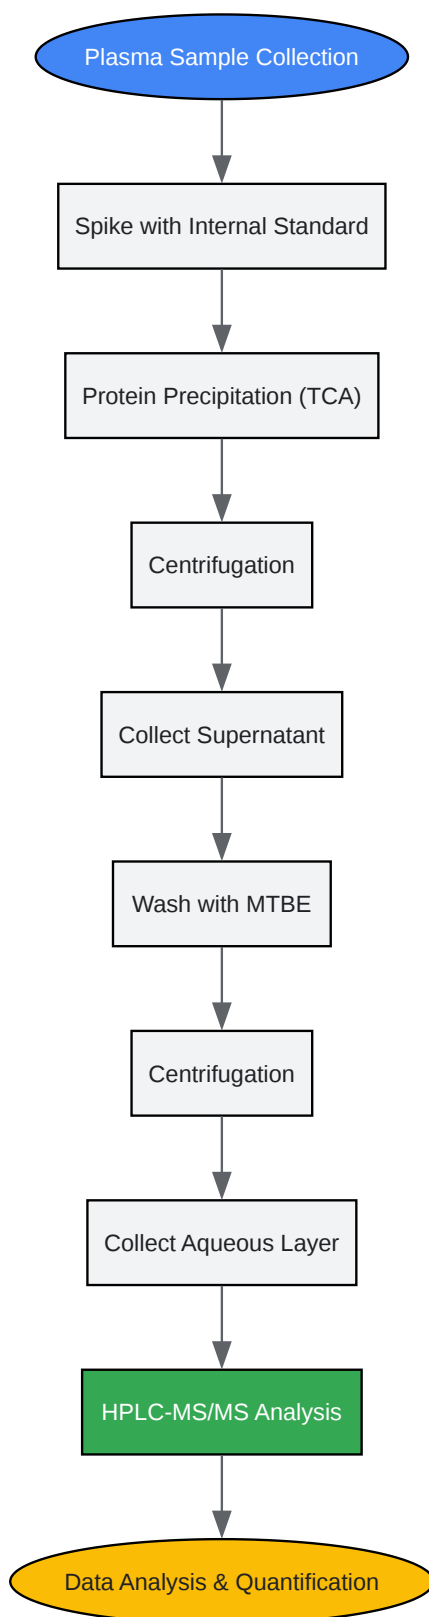 Plasma Sample Collection
Spike with Internal Standard
Protein Precipitation (TCA)
Centrifugation
Collect Supernatant
Wash with MTBE
Centrifugation
Collect Aqueous Layer
HPLC-MS/MS Analysis
Data Analysis & Quantification